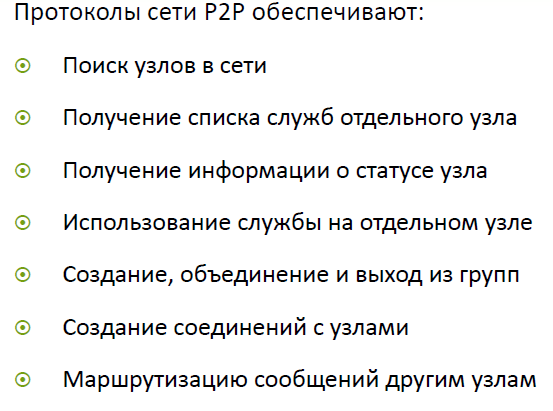 Протоколы сети P2P обеспечивают:
Поиск узлов в сети
Получение списка служб отдельного узла
Получение информации о статусе узла
Использование службы на отдельном узле
Создание, объединение и выход из групп
Создание соединений с узлами
Маршрутизацию сообщений другим узлам